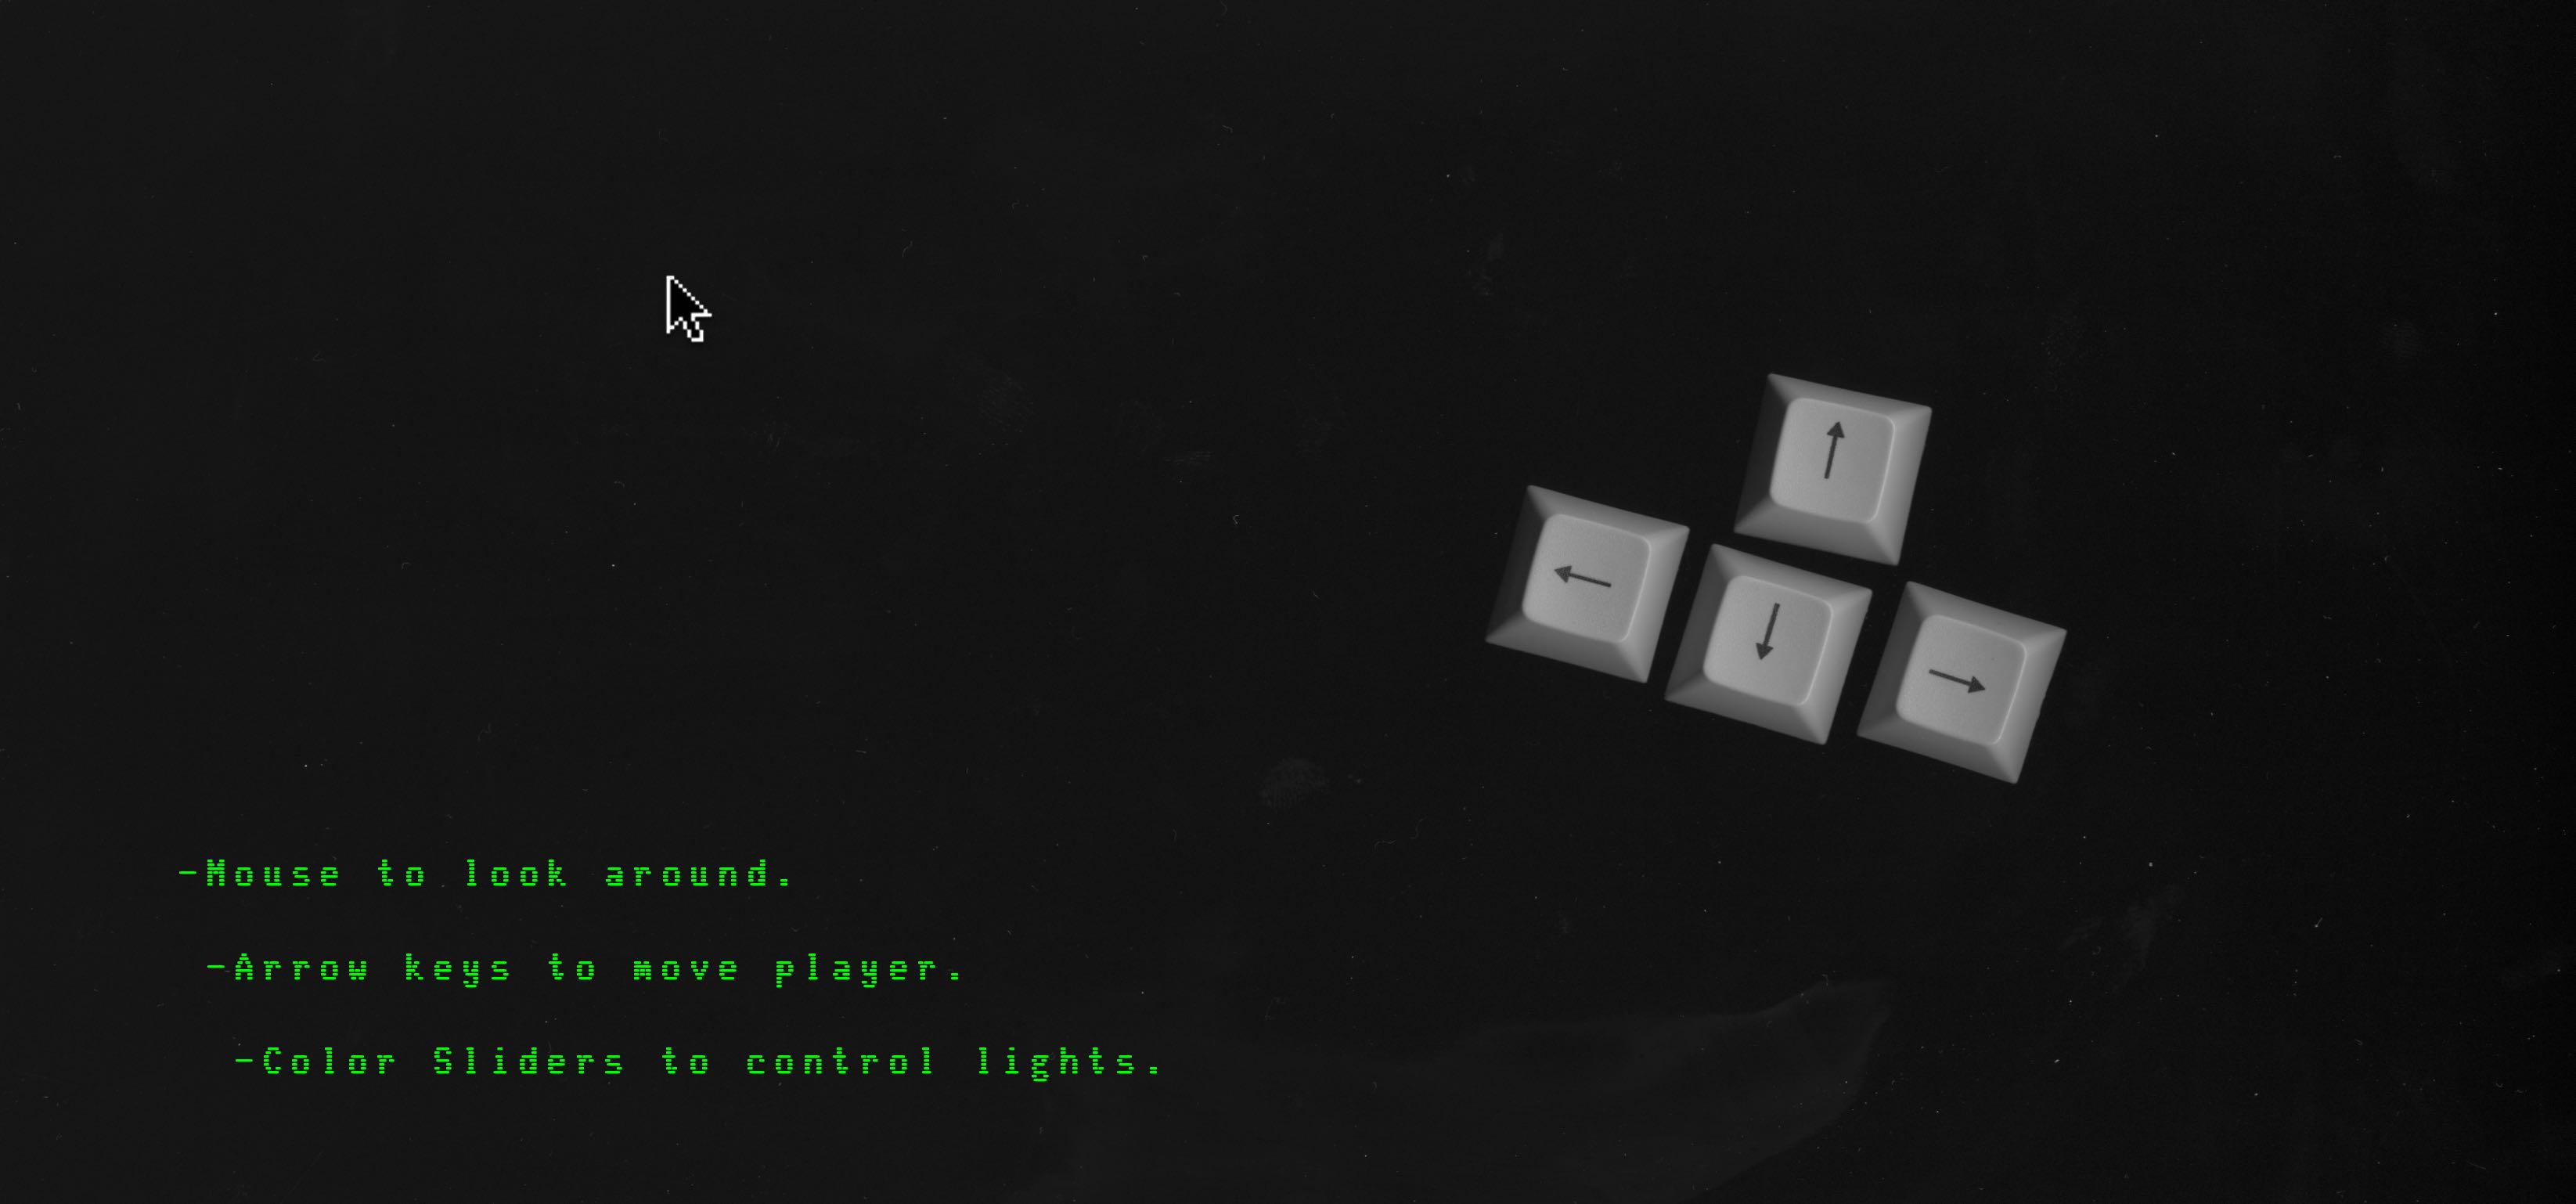 -Mouse to look around.
-Arrow keys to move player.
-Color Sliders to control lights.